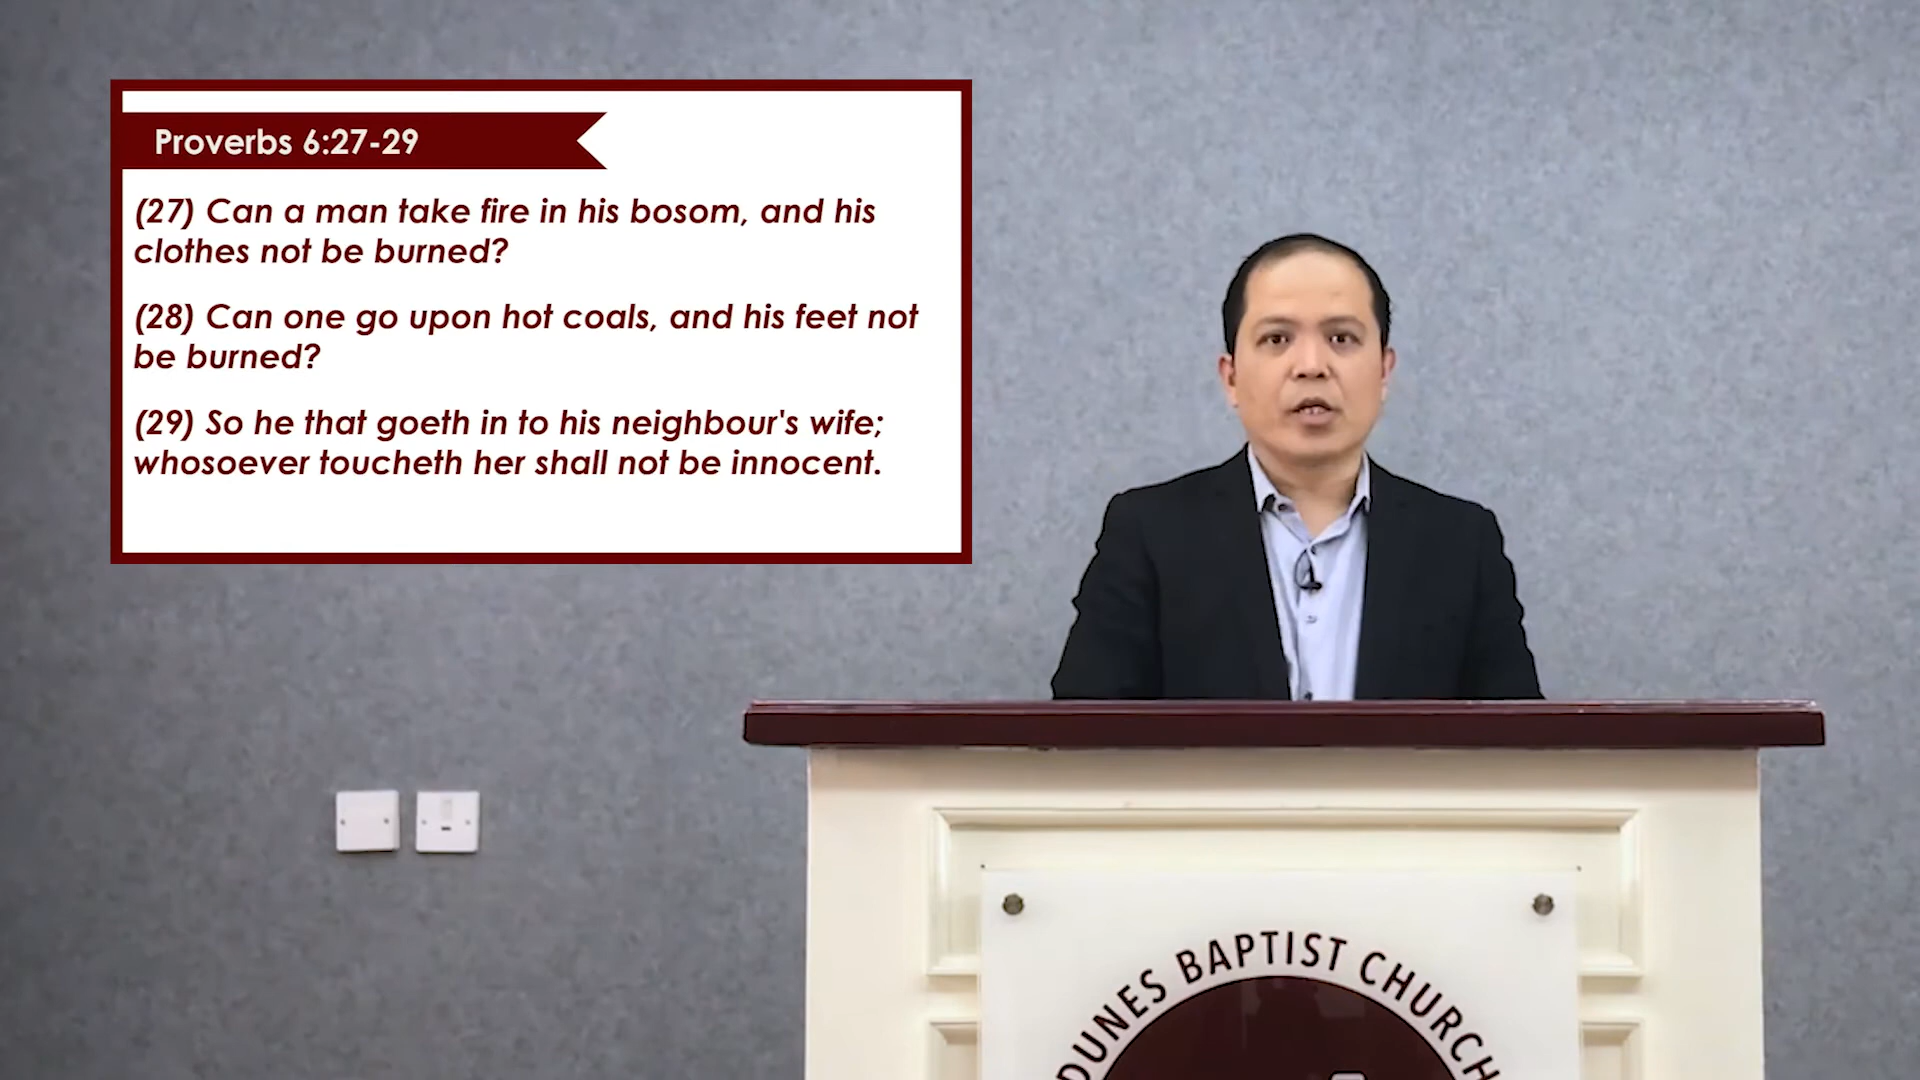 Proverbs 6:27-29
(27) Can a man take fire in his bosom, and his
clothes not be burned?
(28) Can one go upon hot coals, and his feet not
be burned?
(29) So he that goeth in to his neighbour's wife;
whosoever toucheth her shall not be innocent.
DUNES BAPTIST CHURCH